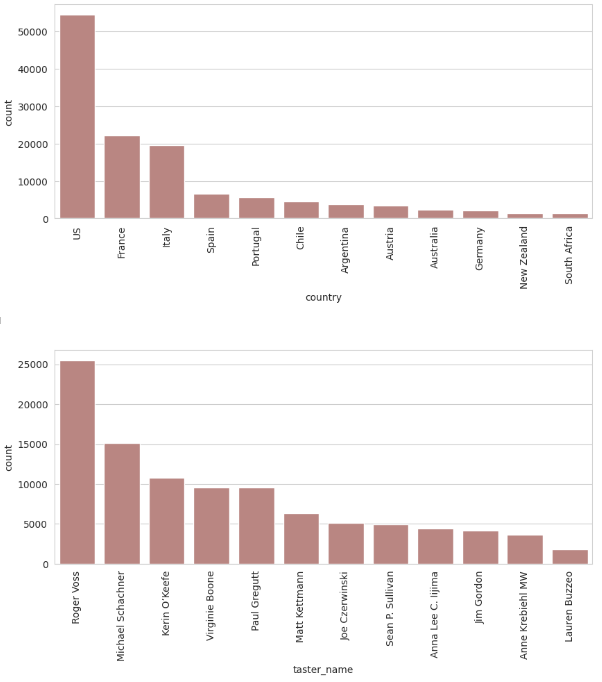 50000
40000
30000
20000
10000
0
count
US
France
Italy
Spain
Portugal
Chile
Argentina
Austria
Australia
Germany
New Zealand
South Africa
country
25000
20000
15000
10000
5000
0
count
Roger Voss
Michael Schachner
Kerin O’Keefe
Virginie Boone
Paul Gregutt
Matt Kettmann
Joe Czerwinski
Sean P. Sullivan
Anna Lee C. Iijima
Jim Gordon
Anne Krebiehl MW
Lauren Buzzeo
taster_name